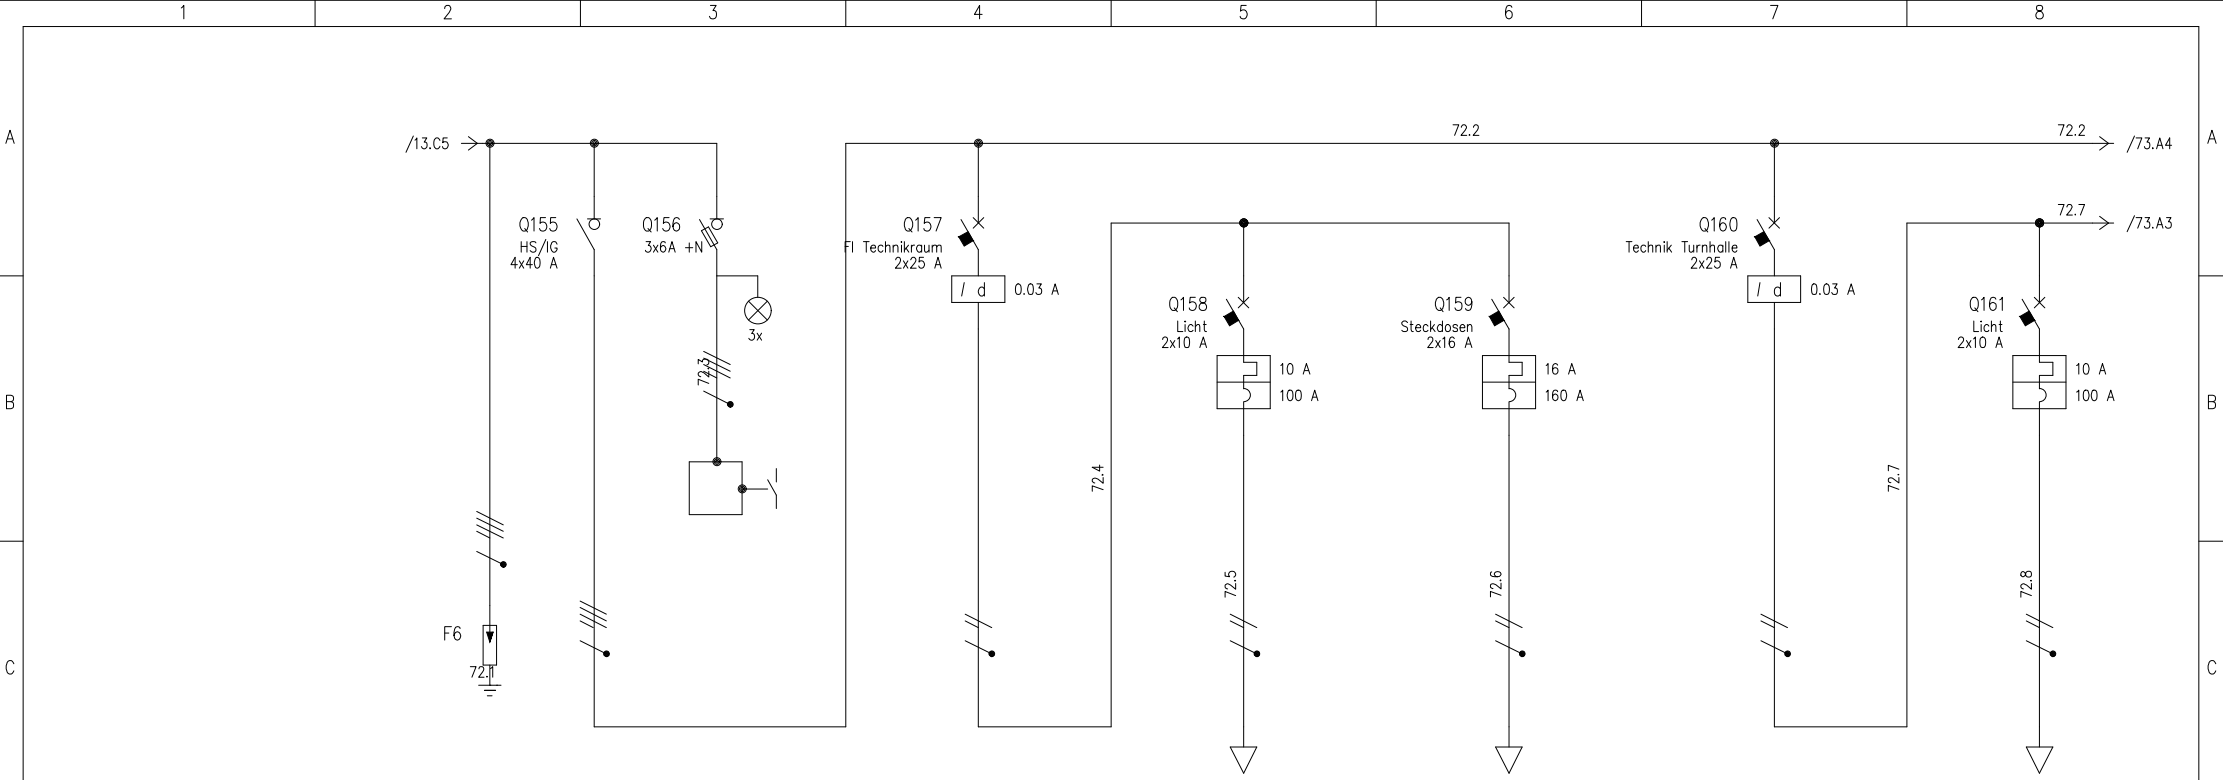 1 2 3 4 5 6 7 8
A A
/13.C5
72.2 72.2
/73.A4
Q155
HS/IG
4x40 A
Q156
3x6A +N
Q157
FI Technikraum
2x25 A
Q160
Technik Turnhalle
2x25 A
72.7
/73.A3
I d 0.03 A
I d 0.03 A
3x
Q158
Licht
2x10 A
10 A
100 A
Q159
Steckdosen
2x16 A
16 A
160 A
Q161
Licht
2x10 A
10 A
100 A
72.3
B B
72.4
72.7
72.5
72.6
72.8
F6
72.1
C C